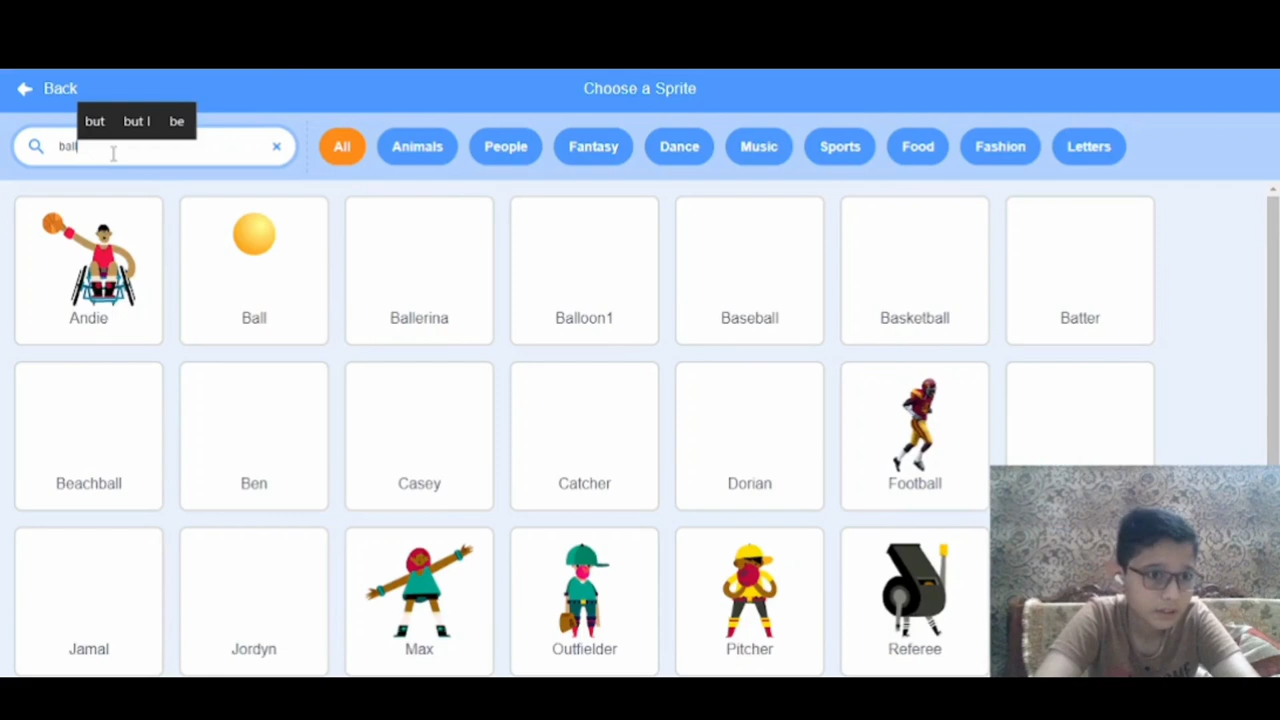 Back
Choose a Sprite
but but I be
ball
All Animals People Fantasy Dance Music Sports Food Fashion Letters
Andie Ball Ballerina Balloon1 Baseball Basketball Batter
Beachball Ben Casey Catcher Dorian Football
Jamal Jordyn Max Outfielder Pitcher Referee